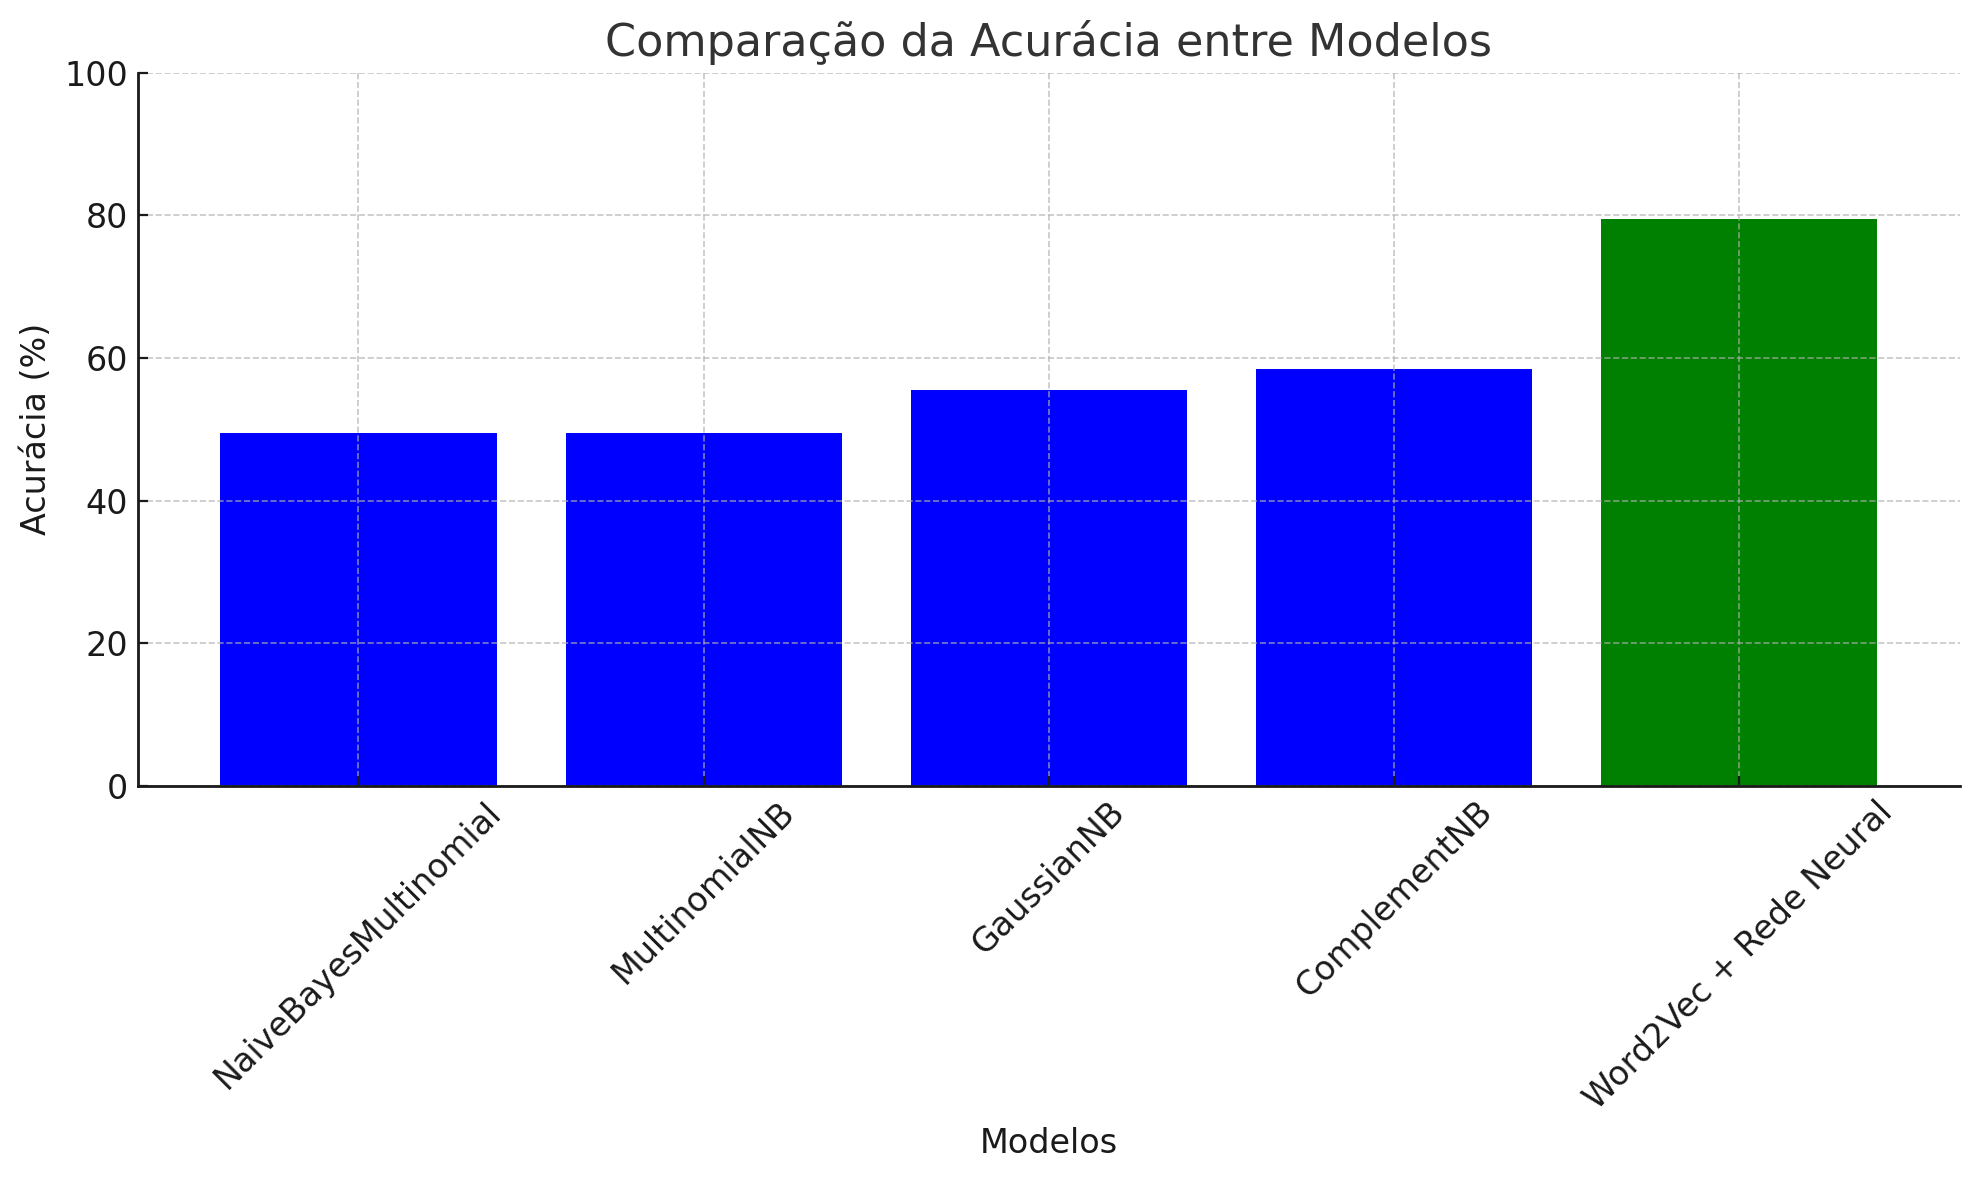 Comparação da Acurácia entre Modelos
Acurácia (%)
100
80
60
40
20
0
NaiveBayesMultinomial
MultinomialNB
GaussianNB
ComplementNB
Word2Vec + Rede Neural
Modelos